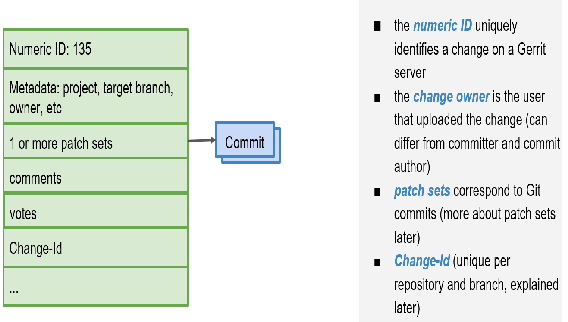 Numeric ID: 135
Metadata: project, target branch,
owner, etc
1 or more patch sets
comments
votes
Change-Id
...
Commit
■ the numeric ID uniquely
identifies a change on a Gerrit
server
■ the change owner is the user
that uploaded the change (can
differ from committer and commit
author)
■ patch sets correspond to Git
commits (more about patch sets
later)
■ Change-Id (unique per
repository and branch, explained
later)